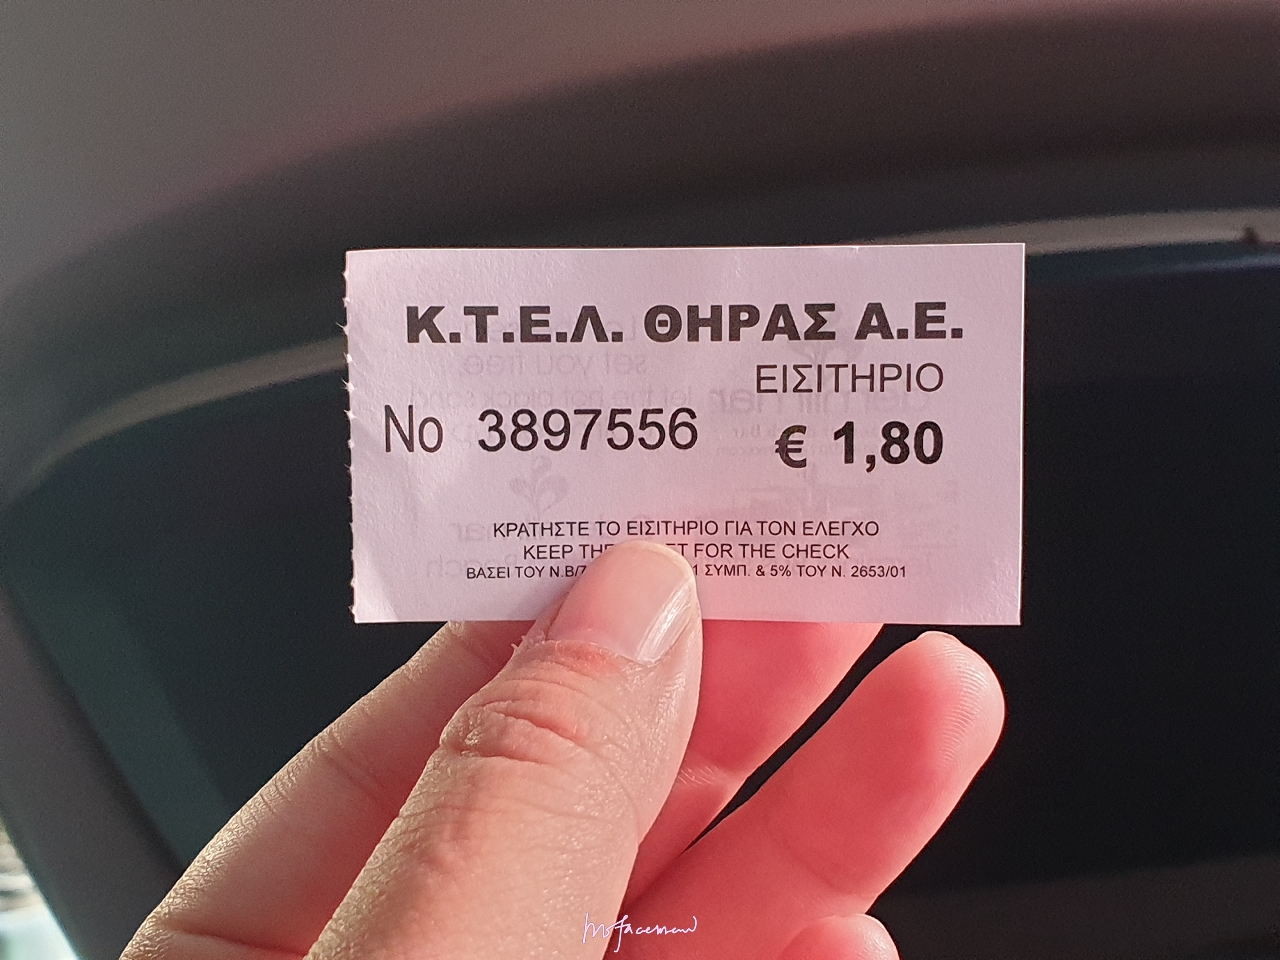 Κ.Τ.Ε.Λ. ΘΗΡΑΣ Α.Ε.
ΕΙΣΙΤΗΡΙΟ
No 3897556
€ 1,80
ΚΡΑΤΗΣΤΕ ΤΟ ΕΙΣΙΤΗΡΙΟ ΓΙΑ ΤΟΝ ΕΛΕΓΧΟ
KEEP FOR THE CHECK
ΒΑΣΕΙ ΤΟΥ ΣΥΜΠ. & 5% ΤΟΥ Ν. 2653/01